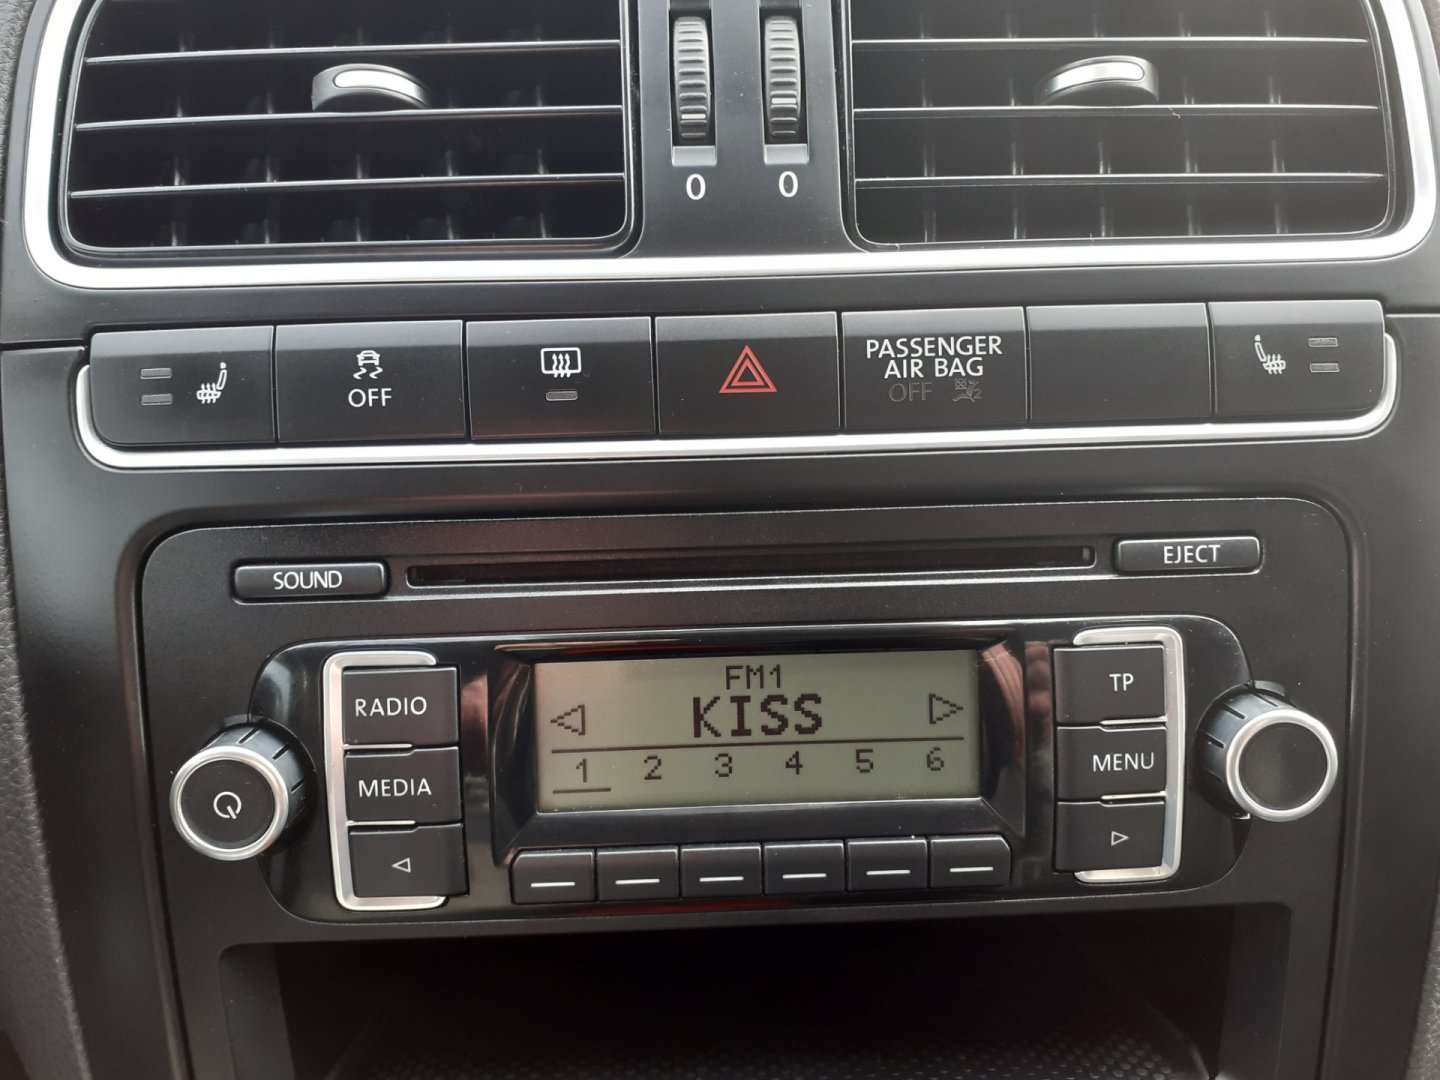 0 0
OFF
PASSENGER
AIR BAG
OFF
2
SOUND
EJECT
RADIO
FM1
KISS
TP
MEDIA
1 2 3 4 5 6
MENU